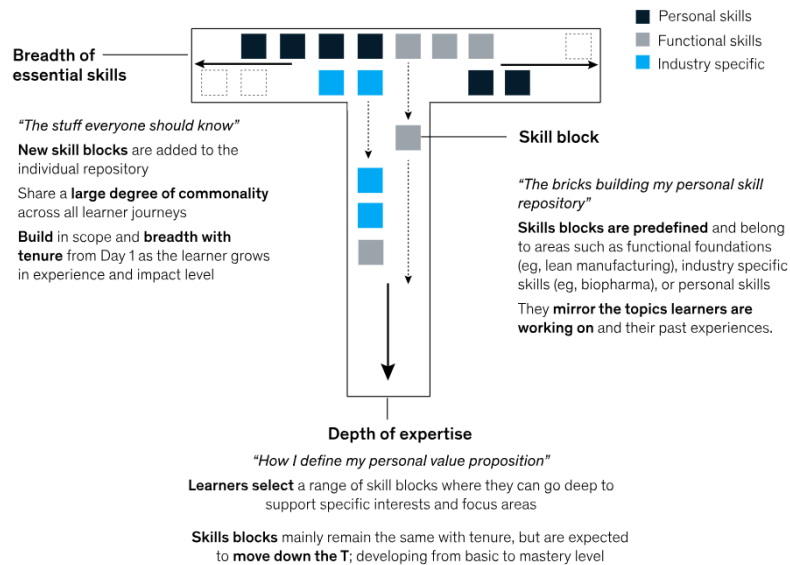 Personal skills
Functional skills
Industry specific
Breadth of
essential skills
"The stuff everyone should know"
New skill blocks are added to the
individual repository
Share a large degree of commonality
across all learner journeys
Build in scope and breadth with
tenure from Day 1 as the learner grows
in experience and impact level
Skill block
"The bricks building my personal skill
repository"
Skills blocks are predefined and belong
to areas such as functional foundations
(eg, lean manufacturing), industry specific
skills (eg, biopharma), or personal skills
They mirror the topics learners are
working on and their past experiences.
Depth of expertise
"How I define my personal value proposition"
Learners select a range of skill blocks where they can go deep to
support specific interests and focus areas
Skills blocks mainly remain the same with tenure, but are expected
to move down the T; developing from basic to mastery level